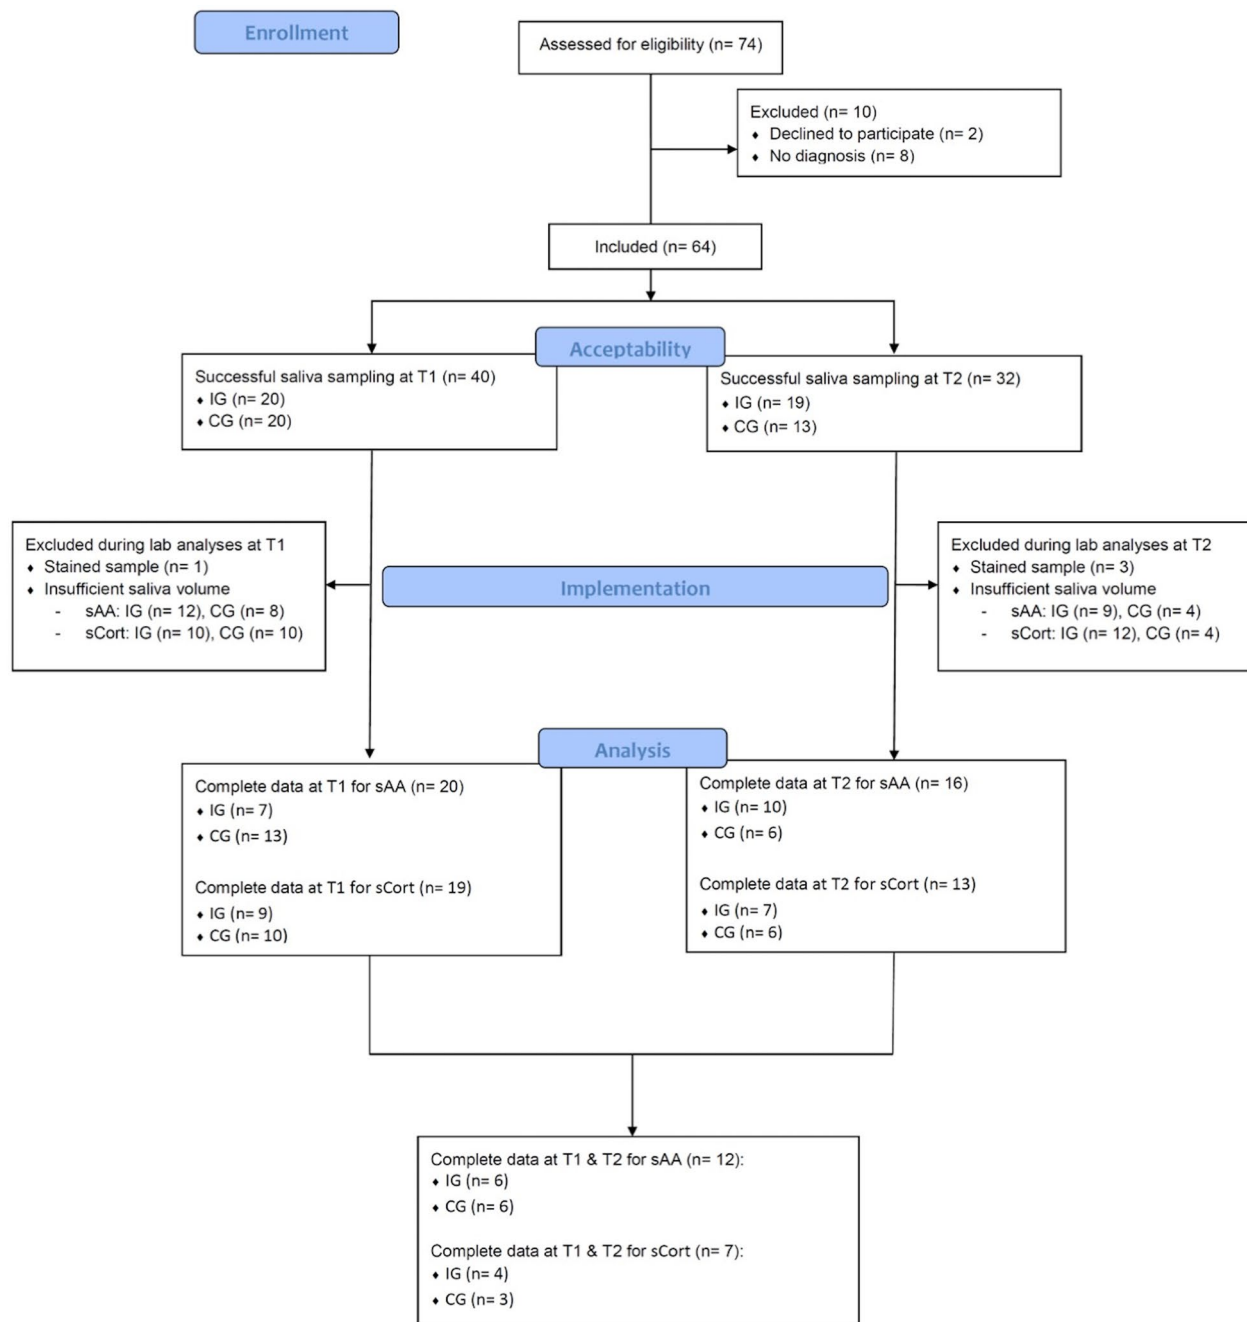 Enrollment
Assessed for eligibility (n= 74)
Excluded (n= 10)
♦ Declined to participate (n= 2)
♦ No diagnosis (n= 8)
Included (n= 64)
Acceptability
Successful saliva sampling at T1 (n= 40)
♦ IG (n= 20)
♦ CG (n= 20)
Successful saliva sampling at T2 (n= 32)
♦ IG (n= 19)
♦ CG (n= 13)
Excluded during lab analyses at T1
♦ Stained sample (n= 1)
♦ Insufficient saliva volume
- sAA: IG (n= 12), CG (n= 8)
- sCort: IG (n= 10), CG (n= 10)
Implementation
Excluded during lab analyses at T2
♦ Stained sample (n= 3)
♦ Insufficient saliva volume
- sAA: IG (n= 9), CG (n= 4)
- sCort: IG (n= 12), CG (n= 4)
Analysis
Complete data at T1 for sAA (n= 20)
♦ IG (n= 7)
♦ CG (n= 13)
Complete data at T1 for sCort (n= 19)
♦ IG (n= 9)
♦ CG (n= 10)
Complete data at T2 for sAA (n= 16)
♦ IG (n= 10)
♦ CG (n= 6)
Complete data at T2 for sCort (n= 13)
♦ IG (n= 7)
♦ CG (n= 6)
Complete data at T1 & T2 for sAA (n= 12):
♦ IG (n= 6)
♦ CG (n= 6)
Complete data at T1 & T2 for sCort (n= 7):
♦ IG (n= 4)
♦ CG (n= 3)